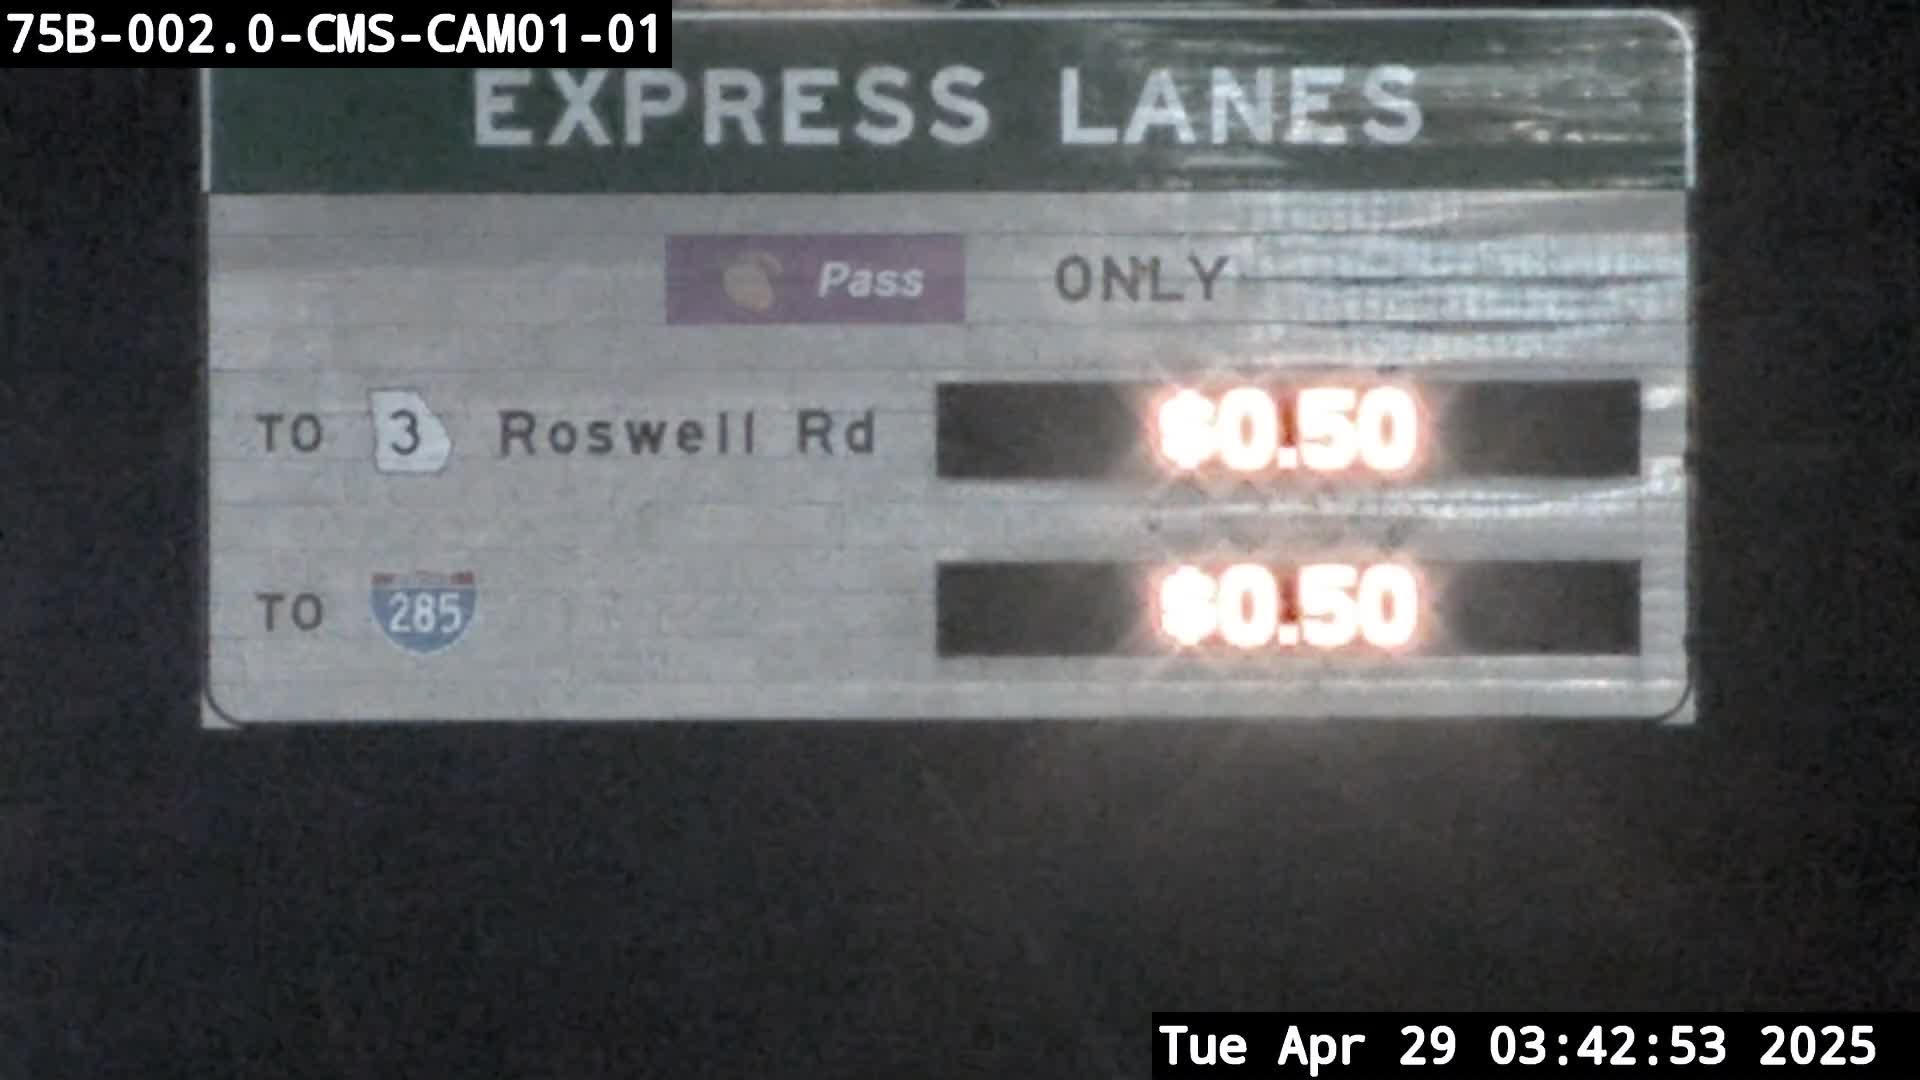 75B-002.0-CMS-CAM01-01
EXPRESS LANES
Pass ONLY
TO 3 Roswell Rd $0.50
TO 285 $0.50
Tue Apr 29 03:42:53 2025